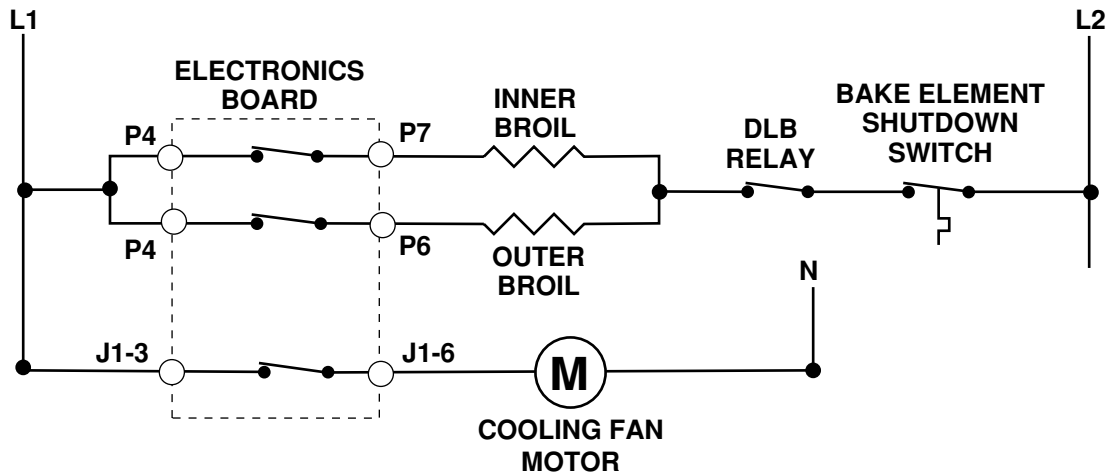 L1
L2
ELECTRONICS
BOARD
INNER
BROIL
DLB
RELAY
BAKE ELEMENT
SHUTDOWN
SWITCH
P4
P7
P4
P6
OUTER
BROIL
N
J1-3
J1-6
M
COOLING FAN
MOTOR